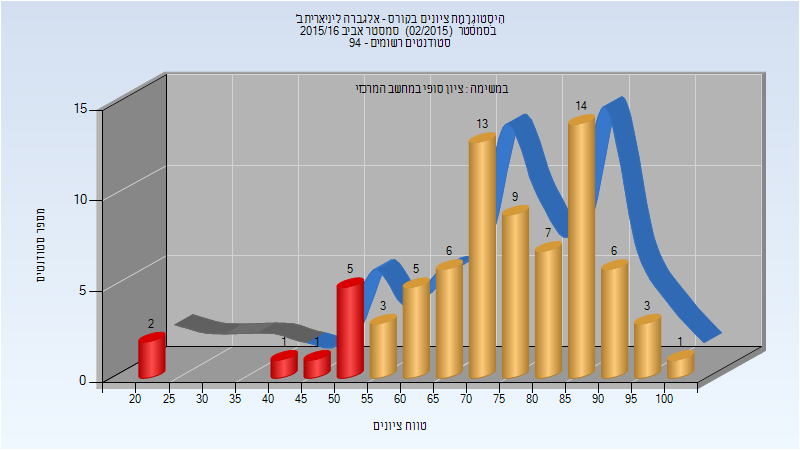 היסטוגרמת ציונים בקורס - אלגברה ליניארית ב'
בסמסטר (02/2015) סמסטר אביב 2015/16
סטודנטים רשומים - 94
במשימה : ציון סופי במחשב המרכזי
מספר סטודנטים
15
10
5
0
2
1
1
5
3
5
6
13
9
7
14
6
3
1
20 25 30 35 40 45 50 55 60 65 70 75 80 85 90 95 100
טווח ציונים